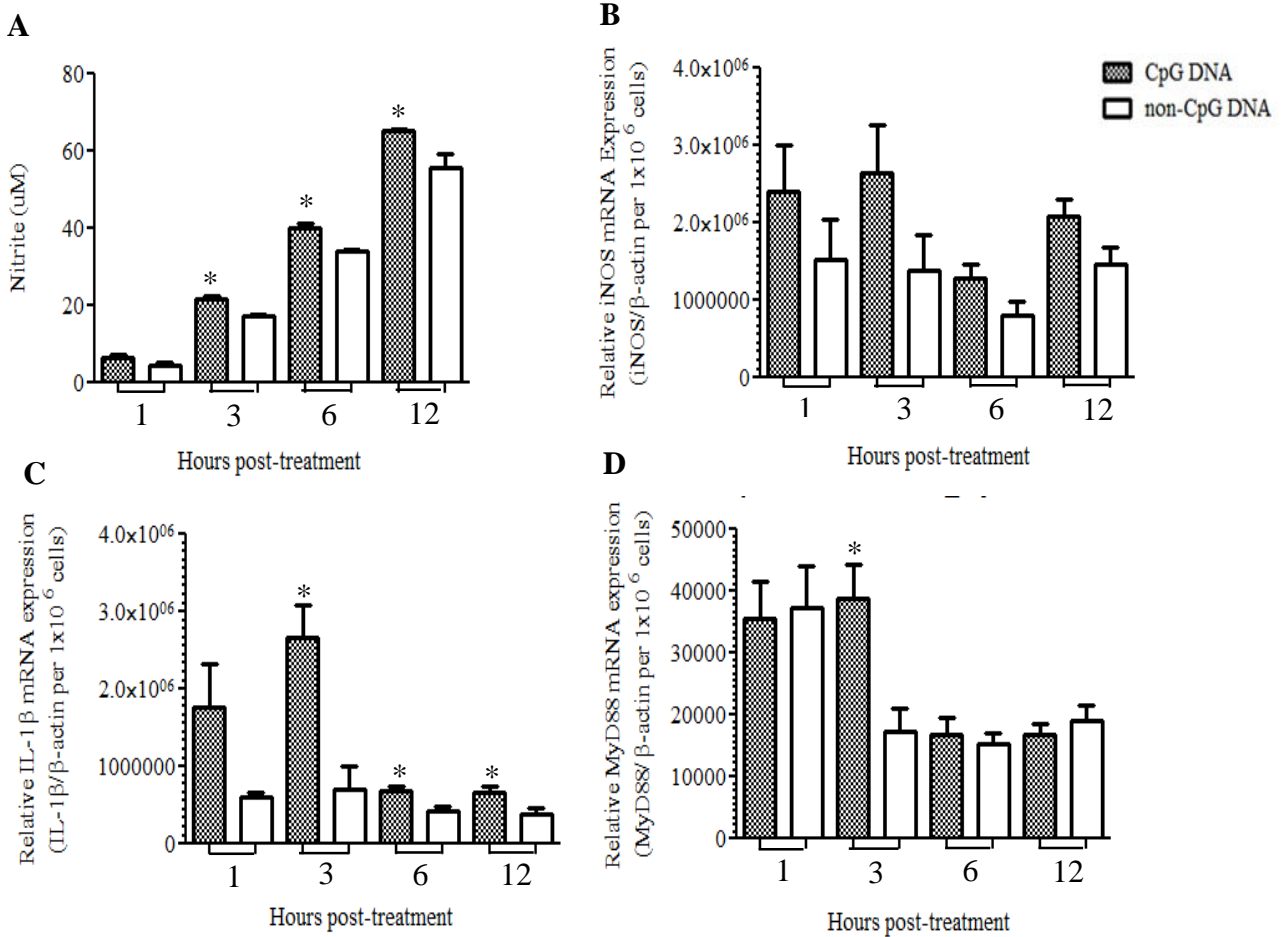 A
Nitrite (uM)
80
60
40
20
0
*
*
*
1 3 6 12
Hours post-treatment
B
Relative iNOS mRNA Expression
(iNOS/β-actin per 1x10⁶ cells)
4.0x10⁰⁶
3.0x10⁰⁶
2.0x10⁰⁶
1000000
0
1 3 6 12
Hours post-treatment
CpG DNA
non-CpG DNA
C
Relative IL-1β mRNA expression
(IL-1β/β-actin per 1x10⁶ cells)
4.0x10⁰⁶
3.0x10⁰⁶
2.0x10⁰⁶
1000000
0
*
*
*
1 3 6 12
Hours post-treatment
D
Relative MyD88 mRNA expression
(MyD88/ β-actin per 1x10⁶ cells)
50000
40000
30000
20000
10000
0
*
1 3 6 12
Hours post-treatment